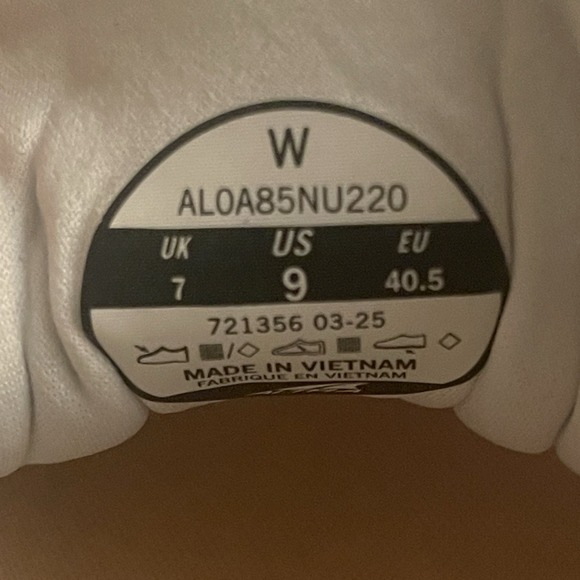 W
AL0A85NU220
UK US EU
7 9 40.5
721356 03-25
MADE IN VIETNAM
FABRIQUE EN VIETNAM